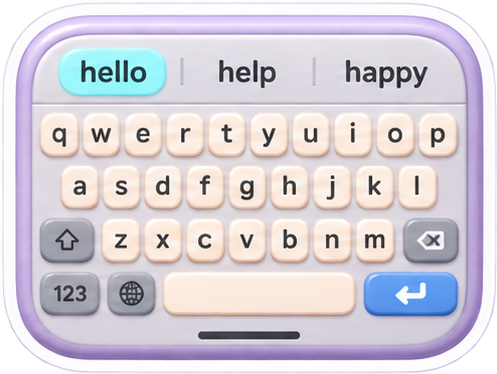 hello help happy
q w e r t y u i o p
a s d f g h j k l
z x c v b n m
123